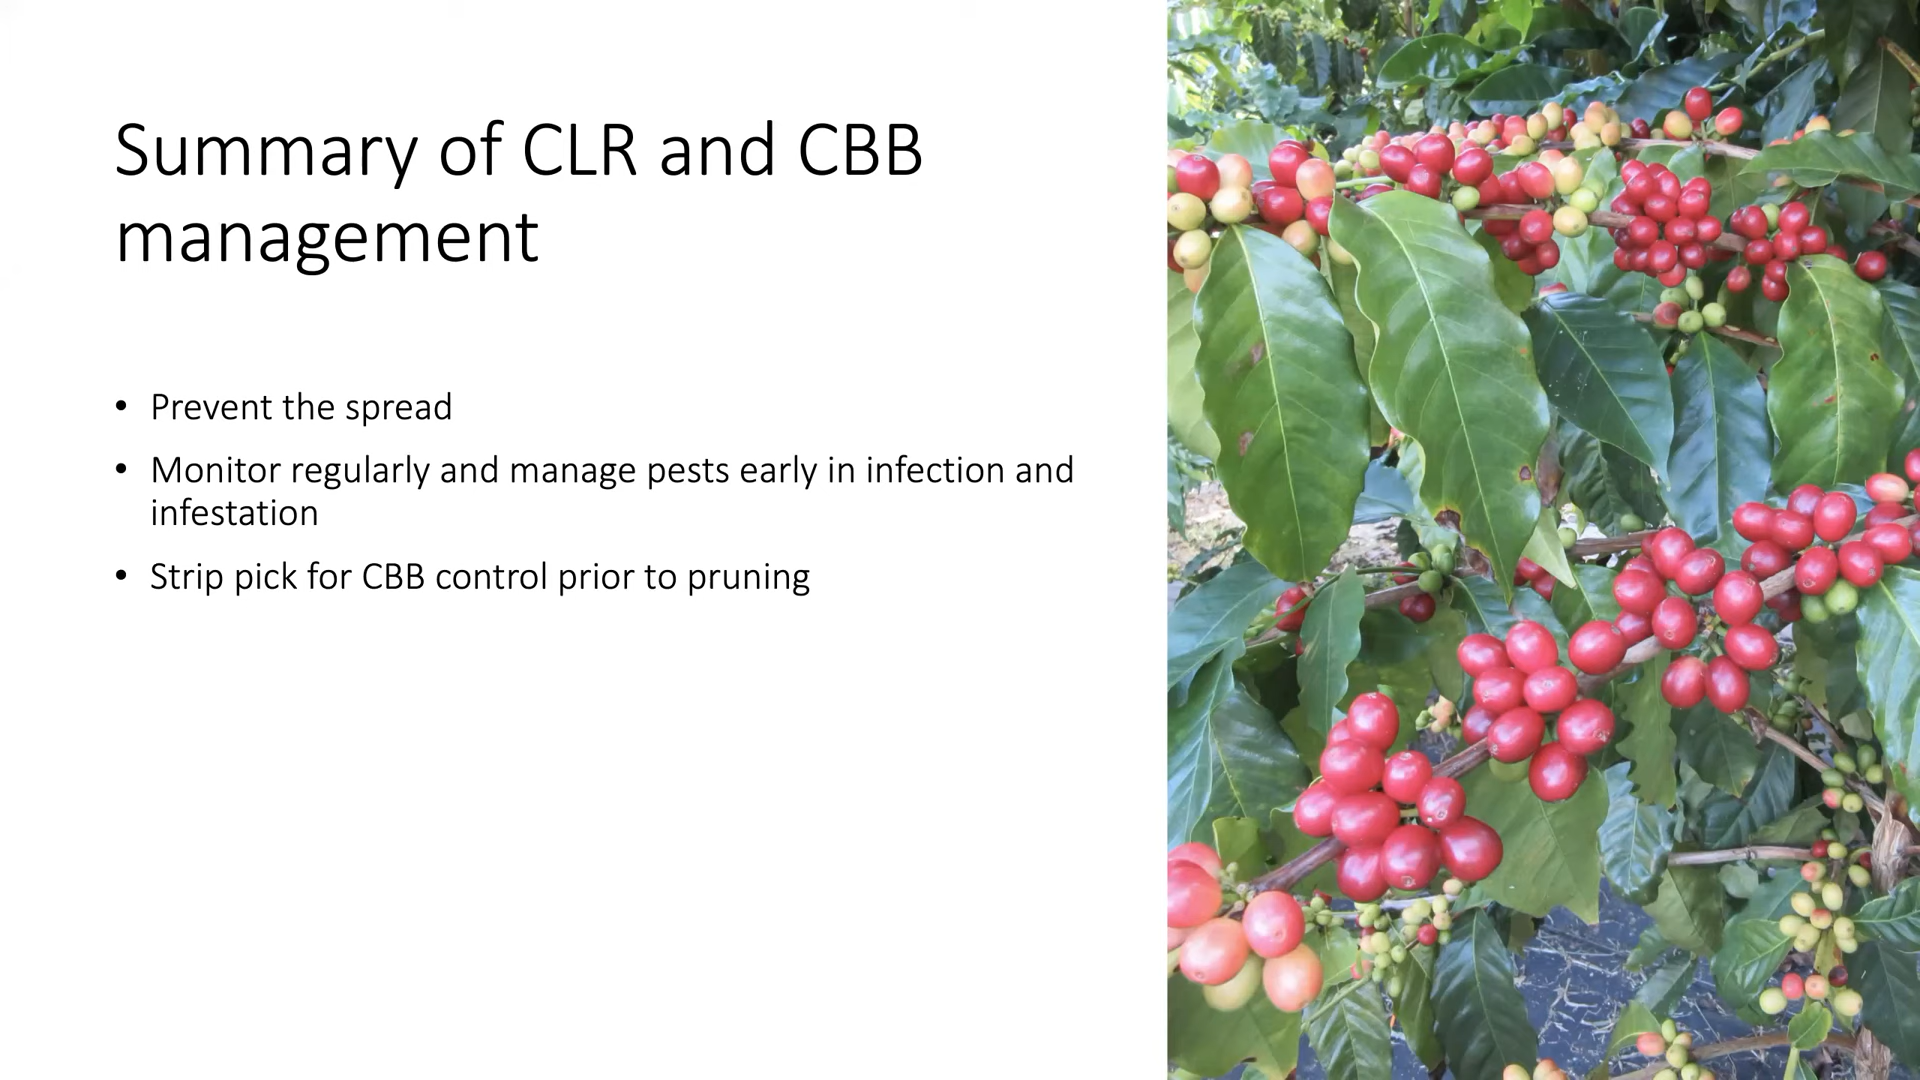 Summary of CLR and CBB
management
• Prevent the spread
• Monitor regularly and manage pests early in infection and
infestation
• Strip pick for CBB control prior to pruning